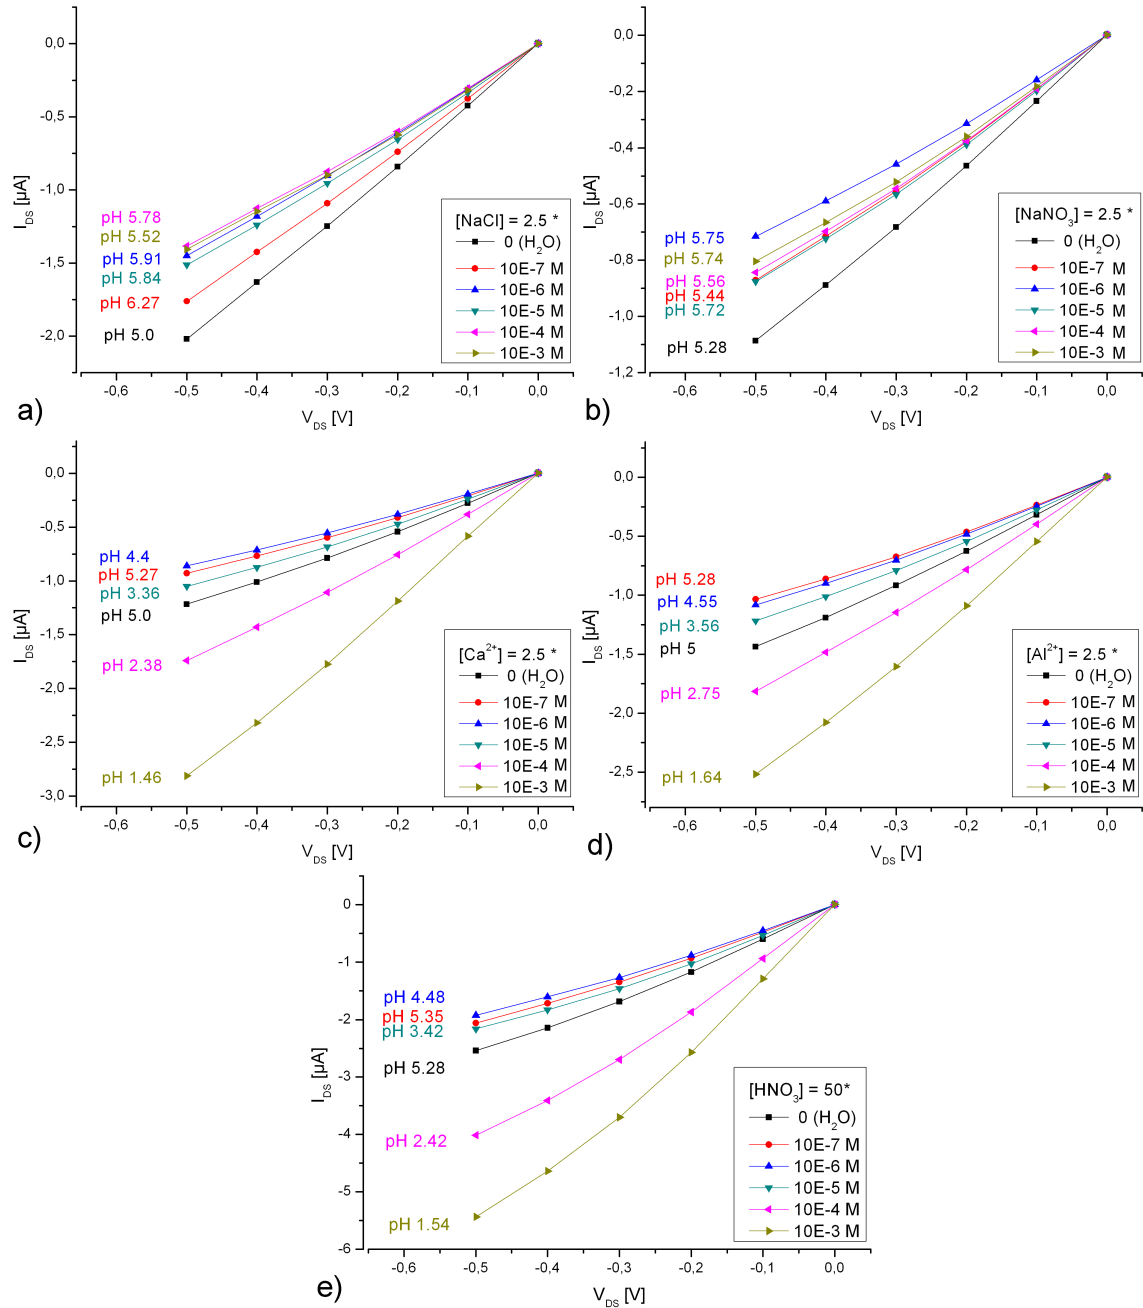 0,0
-0,5
-1,0
-1,5
-2,0
I_DS [µA]
pH 5.78
pH 5.52
pH 5.91
pH 5.84
pH 6.27
pH 5.0
[NaCl] = 2.5 *
0 (H₂O)
10E-7 M
10E-6 M
10E-5 M
10E-4 M
10E-3 M
-0,6 -0,5 -0,4 -0,3 -0,2 -0,1 0,0
V_DS [V]
a)
0,0
-0,2
-0,4
-0,6
-0,8
-1,0
-1,2
I_DS [µA]
pH 5.75
pH 5.74
pH 5.56
pH 5.44
pH 5.72
pH 5.28
[NaNO₃] = 2.5 *
0 (H₂O)
10E-7 M
10E-6 M
10E-5 M
10E-4 M
10E-3 M
-0,6 -0,5 -0,4 -0,3 -0,2 -0,1 0,0
V_DS [V]
b)
0,0
-0,5
-1,0
-1,5
-2,0
-2,5
-3,0
I_DS [µA]
pH 4.4
pH 5.27
pH 3.36
pH 5.0
pH 2.38
pH 1.46
[Ca²⁺] = 2.5 *
0 (H₂O)
10E-7 M
10E-6 M
10E-5 M
10E-4 M
10E-3 M
-0,6 -0,5 -0,4 -0,3 -0,2 -0,1 0,0
V_DS [V]
c)
0,0
-0,5
-1,0
-1,5
-2,0
-2,5
I_DS [µA]
pH 5.28
pH 4.55
pH 3.56
pH 5
pH 2.75
pH 1.64
[Al²⁺] = 2.5 *
0 (H₂O)
10E-7 M
10E-6 M
10E-5 M
10E-4 M
10E-3 M
-0,6 -0,5 -0,4 -0,3 -0,2 -0,1 0,0
V_DS [V]
d)
0
-1
-2
-3
-4
-5
-6
I_DS [µA]
pH 4.48
pH 5.35
pH 3.42
pH 5.28
pH 2.42
pH 1.54
[HNO₃] = 50*
0 (H₂O)
10E-7 M
10E-6 M
10E-5 M
10E-4 M
10E-3 M
-0,6 -0,5 -0,4 -0,3 -0,2 -0,1 0,0
V_DS [V]
e)